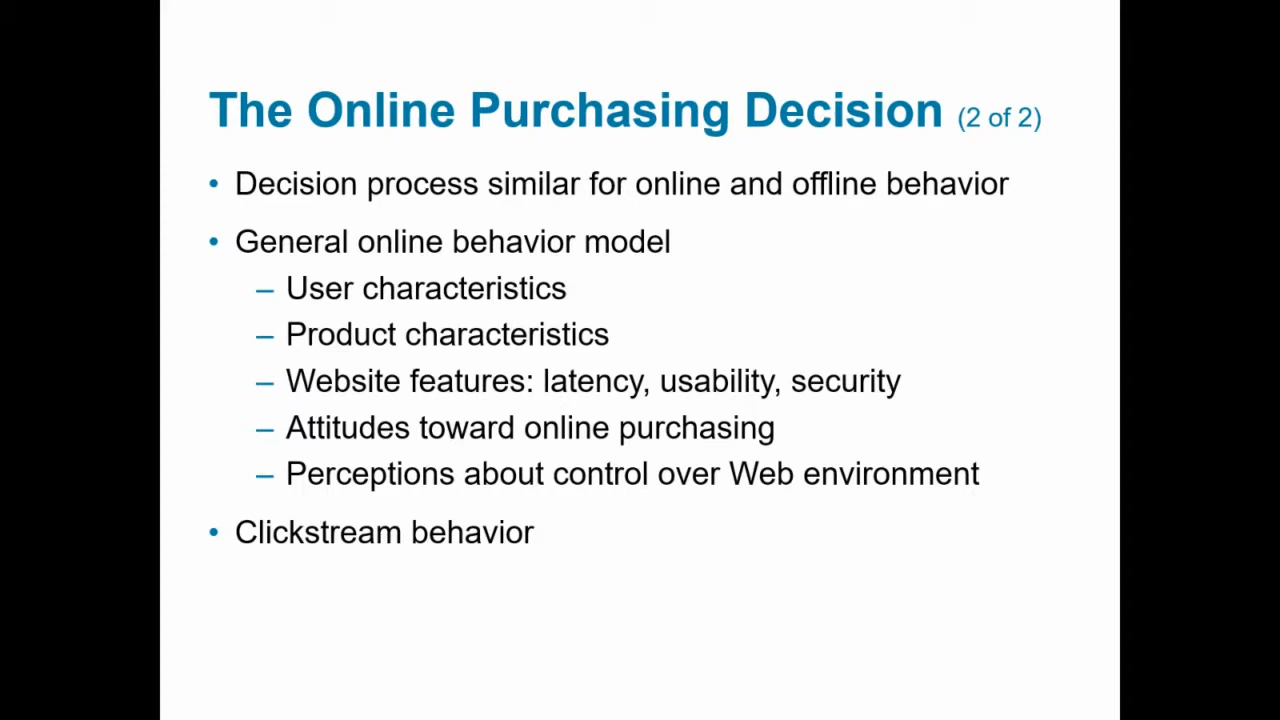 The Online Purchasing Decision (2 of 2)
• Decision process similar for online and offline behavior
• General online behavior model
– User characteristics
– Product characteristics
– Website features: latency, usability, security
– Attitudes toward online purchasing
– Perceptions about control over Web environment
• Clickstream behavior